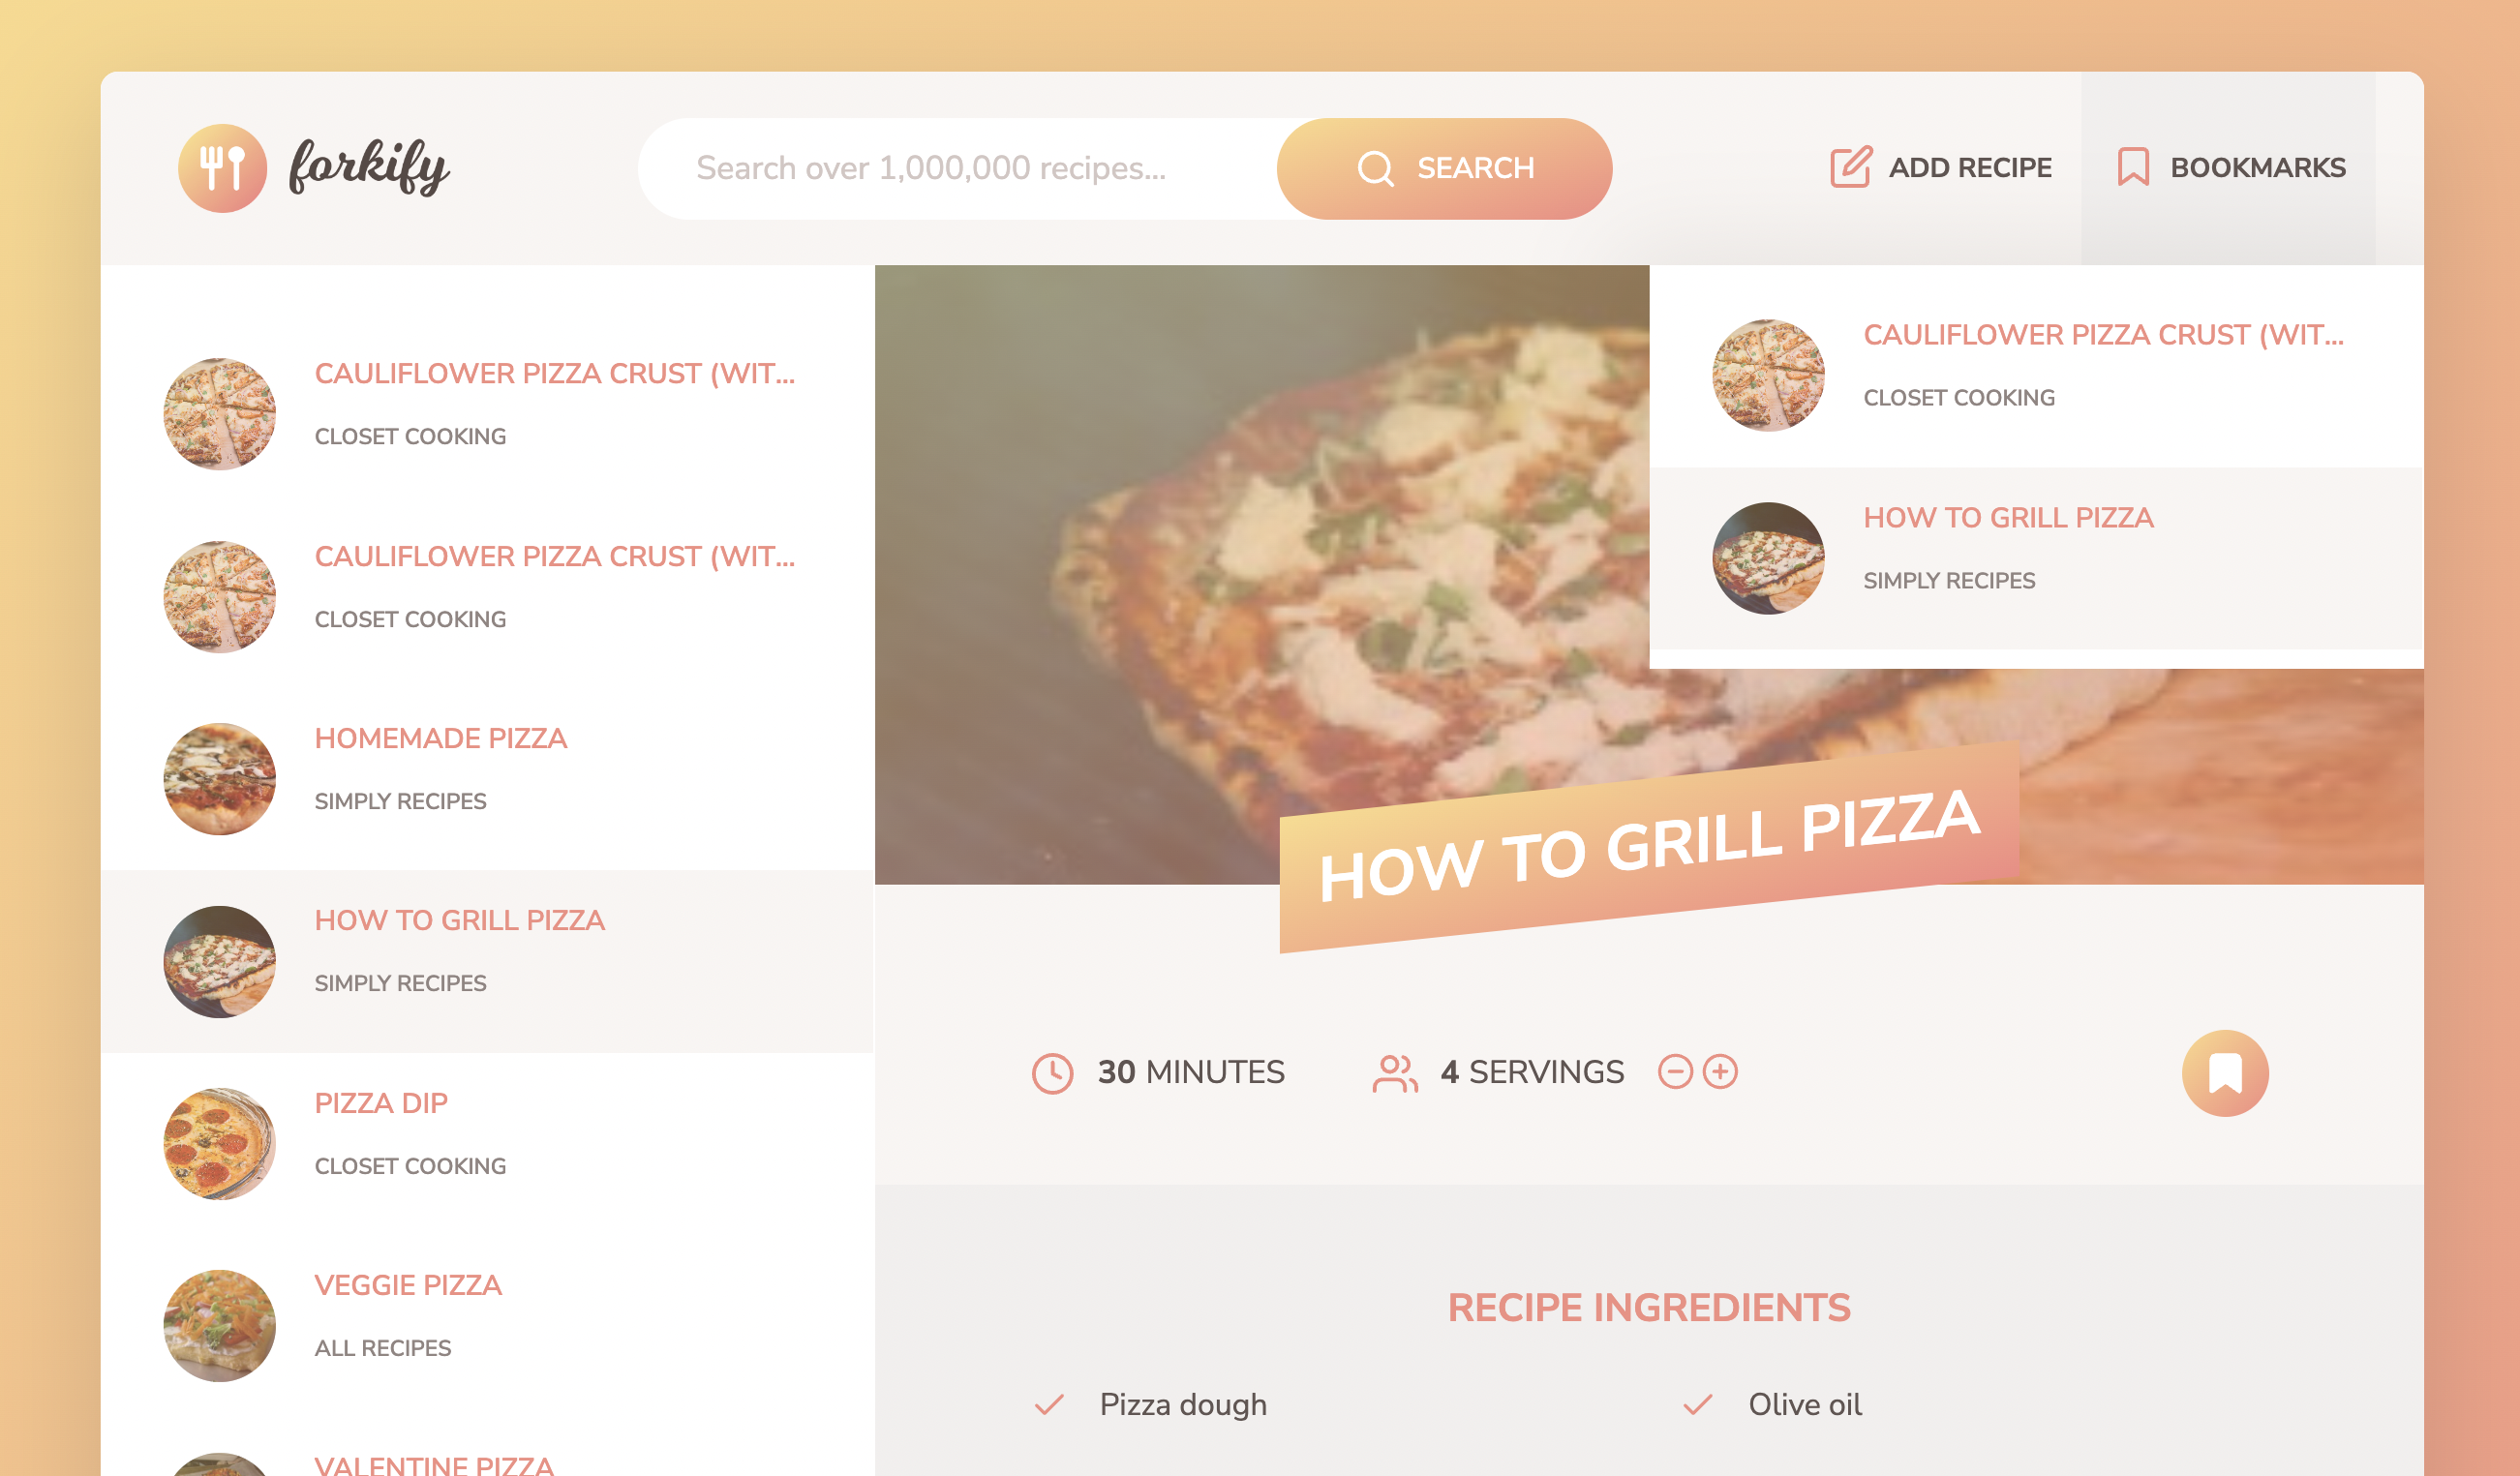 forkify
Search over 1,000,000 recipes...
SEARCH
ADD RECIPE
BOOKMARKS
CAULIFLOWER PIZZA CRUST (WIT...
CLOSET COOKING
CAULIFLOWER PIZZA CRUST (WIT...
CLOSET COOKING
HOMEMADE PIZZA
SIMPLY RECIPES
HOW TO GRILL PIZZA
SIMPLY RECIPES
PIZZA DIP
CLOSET COOKING
VEGGIE PIZZA
ALL RECIPES
VALENTINE PIZZA
CAULIFLOWER PIZZA CRUST (WIT...
CLOSET COOKING
HOW TO GRILL PIZZA
SIMPLY RECIPES
HOW TO GRILL PIZZA
30 MINUTES
4 SERVINGS
RECIPE INGREDIENTS
Pizza dough
Olive oil